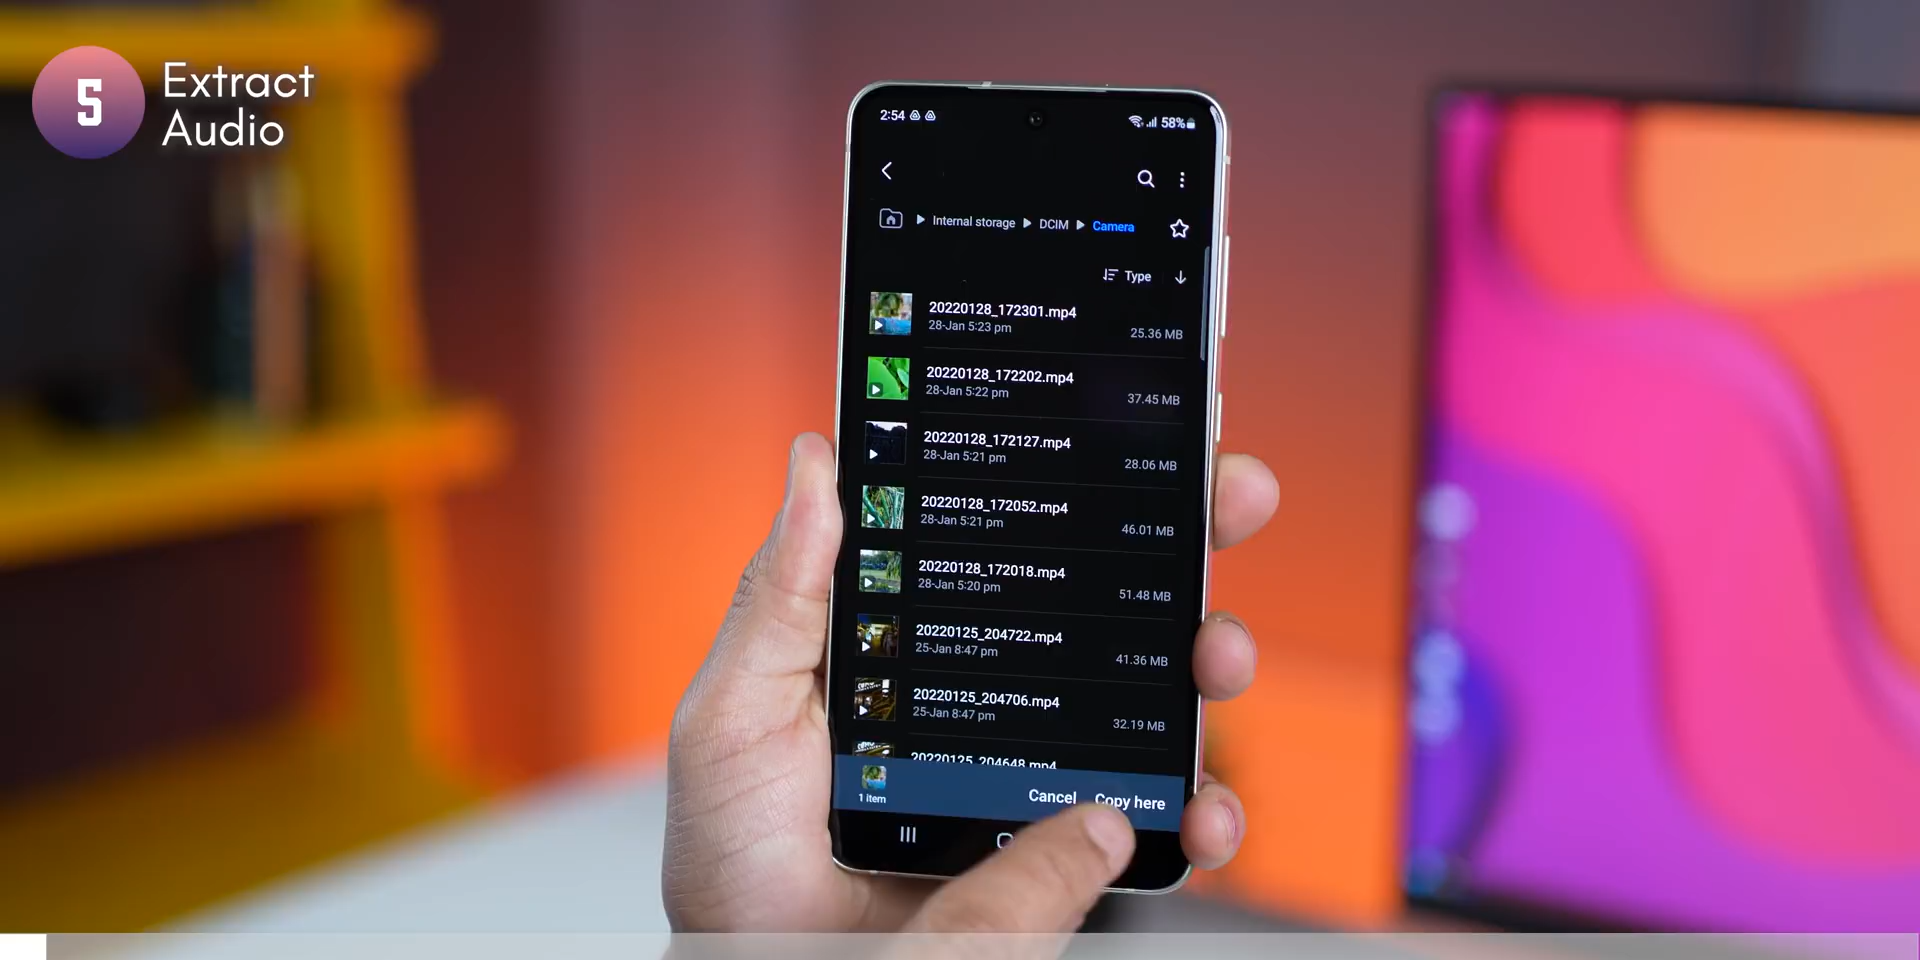 5
Extract
Audio
2:54
58%
Internal storage
DCIM
Camera
Type
20220128_172301.mp4
28-Jan 5:23 pm
25.36 MB
20220128_172202.mp4
28-Jan 5:22 pm
37.45 MB
20220128_172127.mp4
28-Jan 5:21 pm
28.06 MB
20220128_172052.mp4
28-Jan 5:21 pm
46.01 MB
20220128_172018.mp4
28-Jan 5:20 pm
51.48 MB
20220125_204722.mp4
25-Jan 8:47 pm
41.36 MB
20220125_204706.mp4
25-Jan 8:47 pm
32.19 MB
20220125_204648.mp4
1 item
Cancel
Copy here